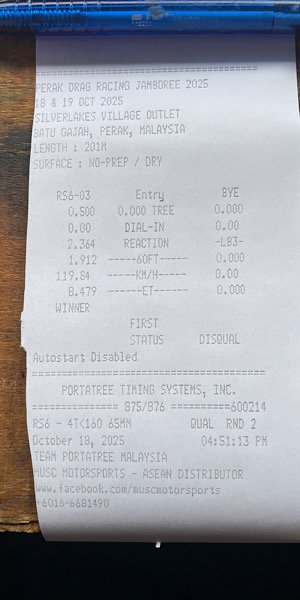 ==========================================
PERAK DRAG RACING JAMBOREE 2025
18 & 19 OCT 2025
SILVERLAKES VILLAGE OUTLET
BATU GAJAH, PERAK, MALAYSIA
LENGTH : 201M
SURFACE : NO-PREP / DRY
RS6-03 Entry BYE
0.500 0.000 TREE 0.000
0.00 DIAL-IN 0.00
2.364 REACTION -LB3-
1.912 -----60FT----- 0.000
119.84 -----KM/H----- 0.00
8.479 ------ET------ 0.000
WINNER
FIRST
STATUS DISQUAL
Autostart Disabled
==========================================
PORTATREE TIMING SYSTEMS, INC.
=============== 875/876 ==========600214
RS6 - 4TK160 65MM QUAL RND 2
October 18, 2025 04:51:13 PM
TEAM PORTATREE MALAYSIA
MUSC MOTORSPORTS - ASEAN DISTRIBUTOR
www.facebook.com/muscmotorsports
+6016-6681490